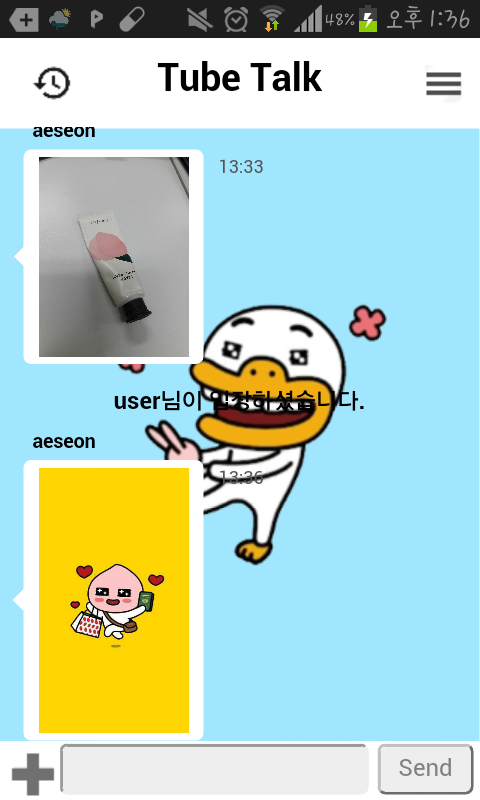 P 48% 오후 1:36
Tube Talk
aeseon
13:33
user님이 입장하셨습니다.
aeseon
13:36
Send